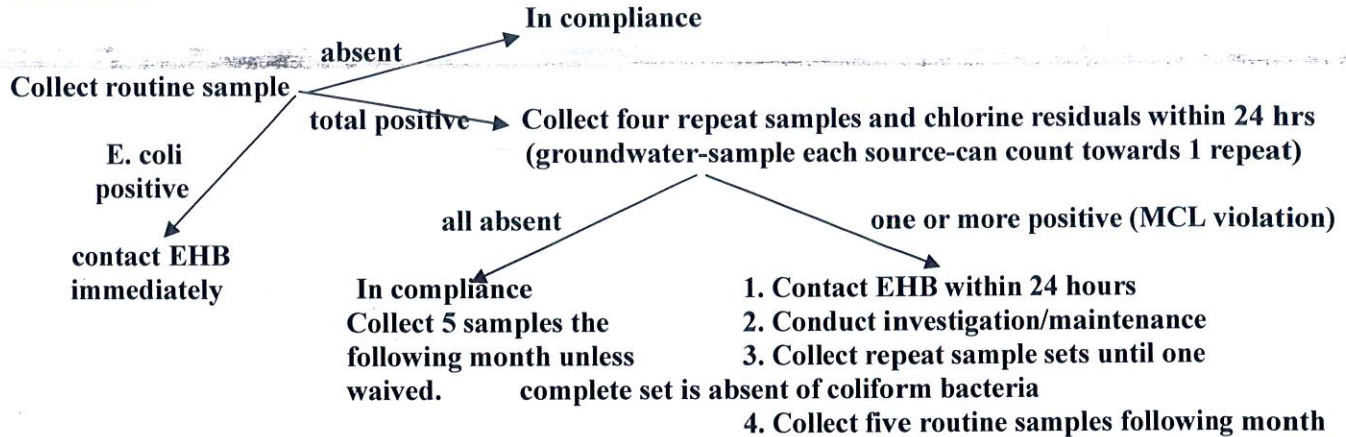 In compliance
absent
Collect routine sample
total positive
Collect four repeat samples and chlorine residuals within 24 hrs
(groundwater-sample each source-can count towards 1 repeat)
E. coli
positive
contact EHB
immediately
all absent
one or more positive (MCL violation)
In compliance
Collect 5 samples the
following month unless
waived.
1. Contact EHB within 24 hours
2. Conduct investigation/maintenance
3. Collect repeat sample sets until one
complete set is absent of coliform bacteria
4. Collect five routine samples following month